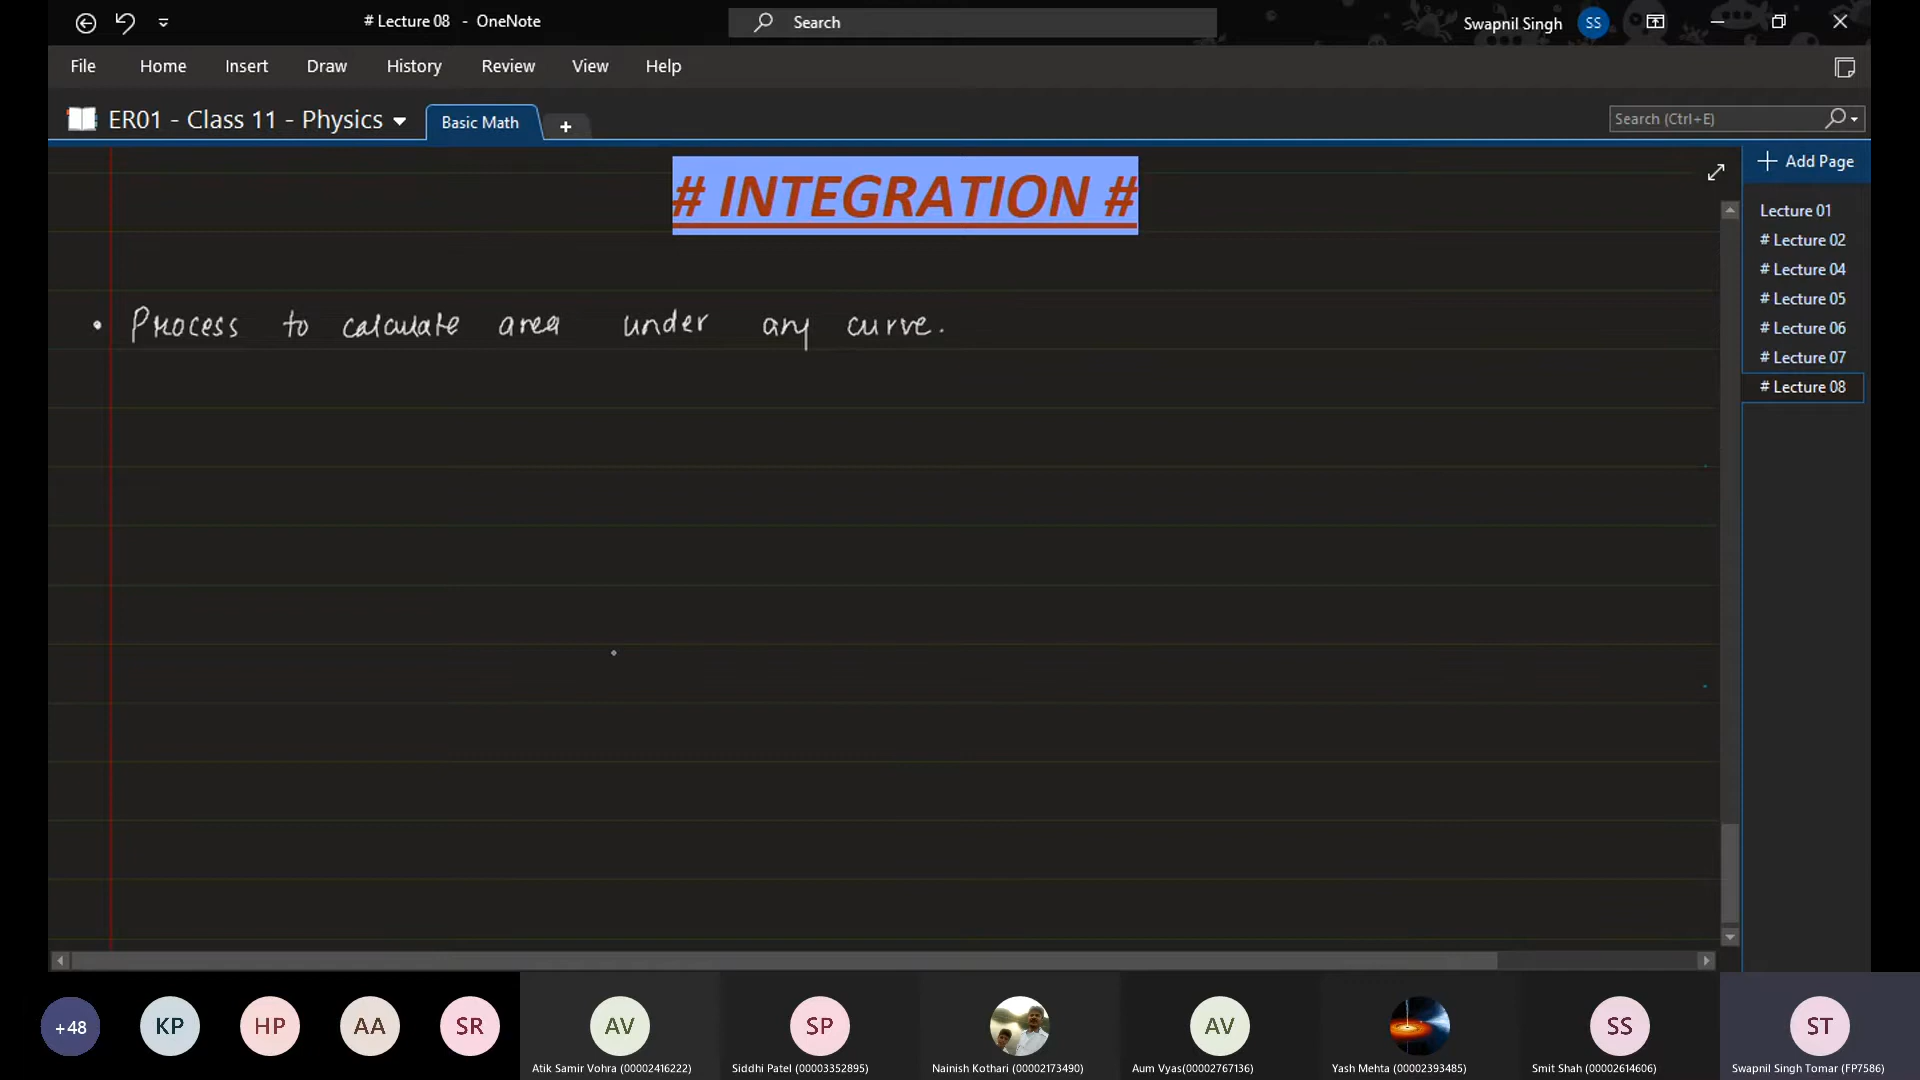 # Lecture 08 - OneNote
Search
Swapnil Singh
SS
File Home Insert Draw History Review View Help
ER01 - Class 11 - Physics
Basic Math
+
Search (Ctrl+E)
Add Page
# INTEGRATION #
Lecture 01
# Lecture 02
# Lecture 04
# Lecture 05
# Lecture 06
# Lecture 07
# Lecture 08
• Process to calculate area under any curve.
+48
KP
HP
AA
SR
AV
SP
AV
SS
ST
Atik Samir Vohra (00002416222)
Siddhi Patel (00003352895)
Nainish Kothari (00002173490)
Aum Vyas(00002767136)
Yash Mehta (00002393485)
Smit Shah (00002614606)
Swapnil Singh Tomar (FP7586)